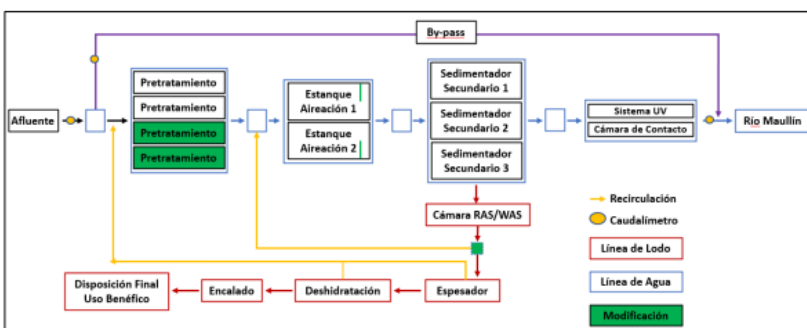 By-pass
Afluente
Pretratamiento
Pretratamiento
Pretratamiento
Pretratamiento
Estanque
Aireación 1
Estanque
Aireación 2
Sedimentador
Secundario 1
Sedimentador
Secundario 2
Sedimentador
Secundario 3
Sistema UV
Cámara de Contacto
Río Maullín
Cámara RAS/WAS
Espesador
Deshidratación
Encalado
Disposición Final
Uso Benéfico
Recirculación
Caudalímetro
Línea de Lodo
Línea de Agua
Modificación